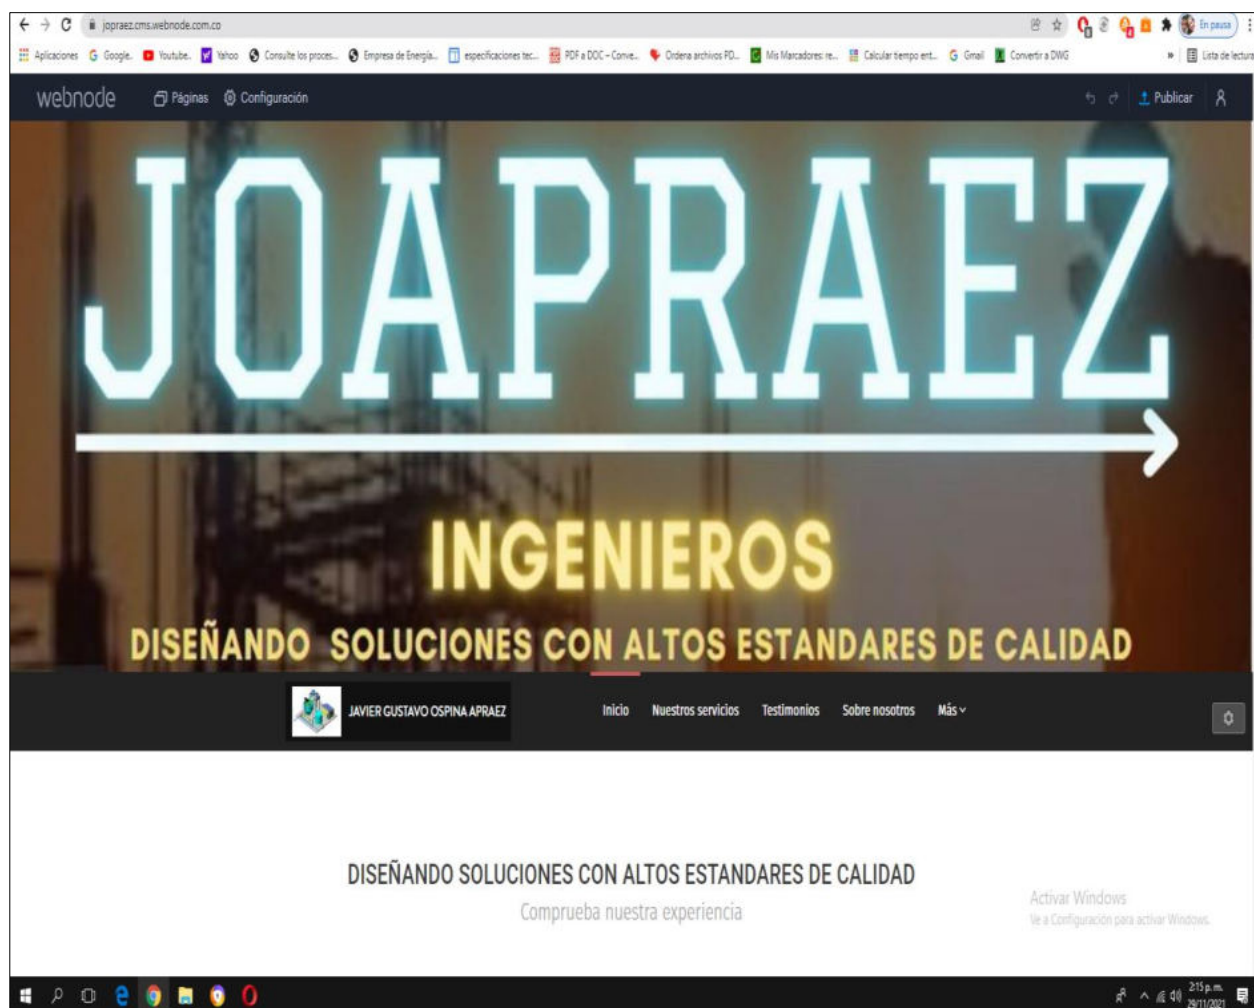 jopraez.cms.webnode.com.co
En pausa
Aplicaciones Google. Youtube. Yahoo Consulte los proces... Empresa de Energía... especificaciones tec... PDF a DOC – Conve... Ordena archivos PD... Mis Marcadores: re... Calcular tiempo ent... Gmail Convertir a DWG » Lista de lectura
webnode Páginas Configuración Publicar
JOAPRAEZ
INGENIEROS
DISEÑANDO SOLUCIONES CON ALTOS ESTANDARES DE CALIDAD
JAVIER GUSTAVO OSPINA APRAEZ Inicio Nuestros servicios Testimonios Sobre nosotros Más
DISEÑANDO SOLUCIONES CON ALTOS ESTANDARES DE CALIDAD
Comprueba nuestra experiencia
Activar Windows
Ve a Configuración para activar Windows.
2:15 p. m.
29/11/2021